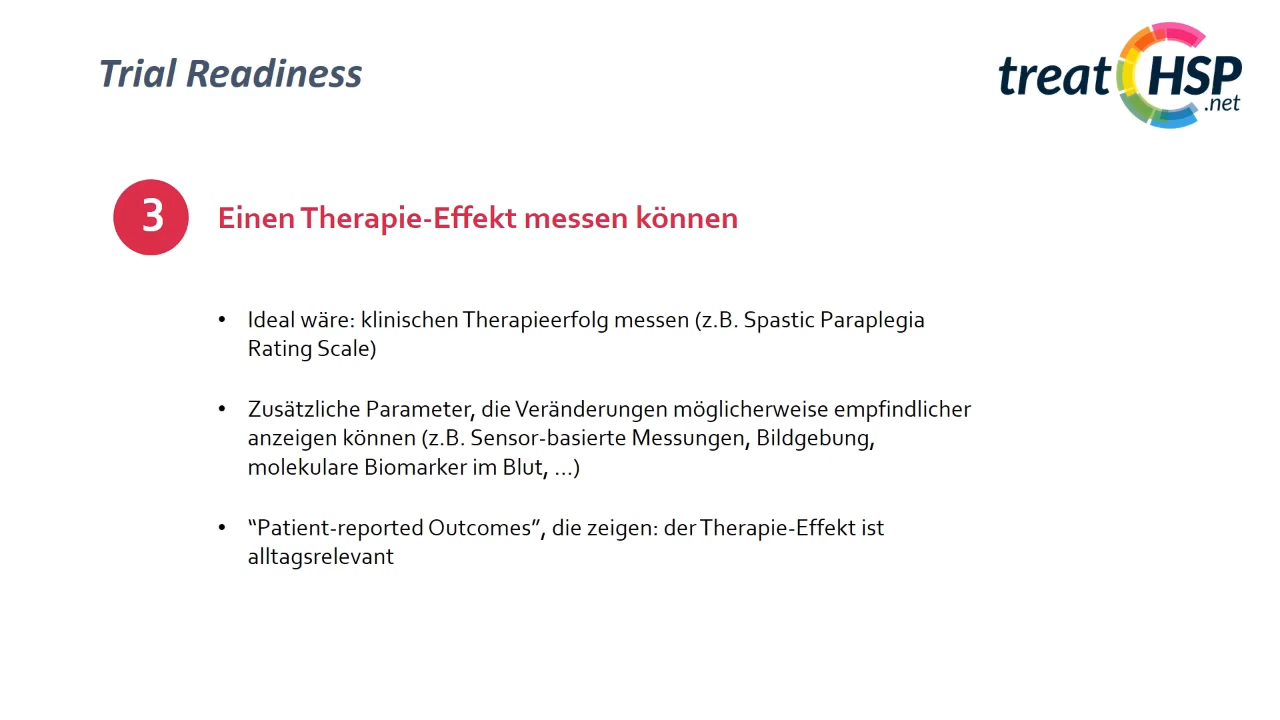 Trial Readiness
treat HSP
.net
3
Einen Therapie-Effekt messen können
• Ideal wäre: klinischen Therapieerfolg messen (z.B. Spastic Paraplegia
Rating Scale)
• Zusätzliche Parameter, die Veränderungen möglicherweise empfindlicher
anzeigen können (z.B. Sensor-basierte Messungen, Bildgebung,
molekulare Biomarker im Blut, ...)
• “Patient-reported Outcomes”, die zeigen: der Therapie-Effekt ist
alltagsrelevant